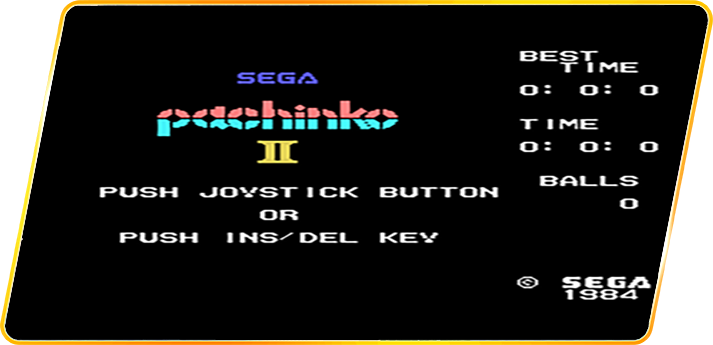 SEGA
pachinko
II
PUSH JOYSTICK BUTTON
OR
PUSH INS/DEL KEY
BEST
TIME
0: 0: 0
TIME
0: 0: 0
BALLS
0
© SEGA
1984